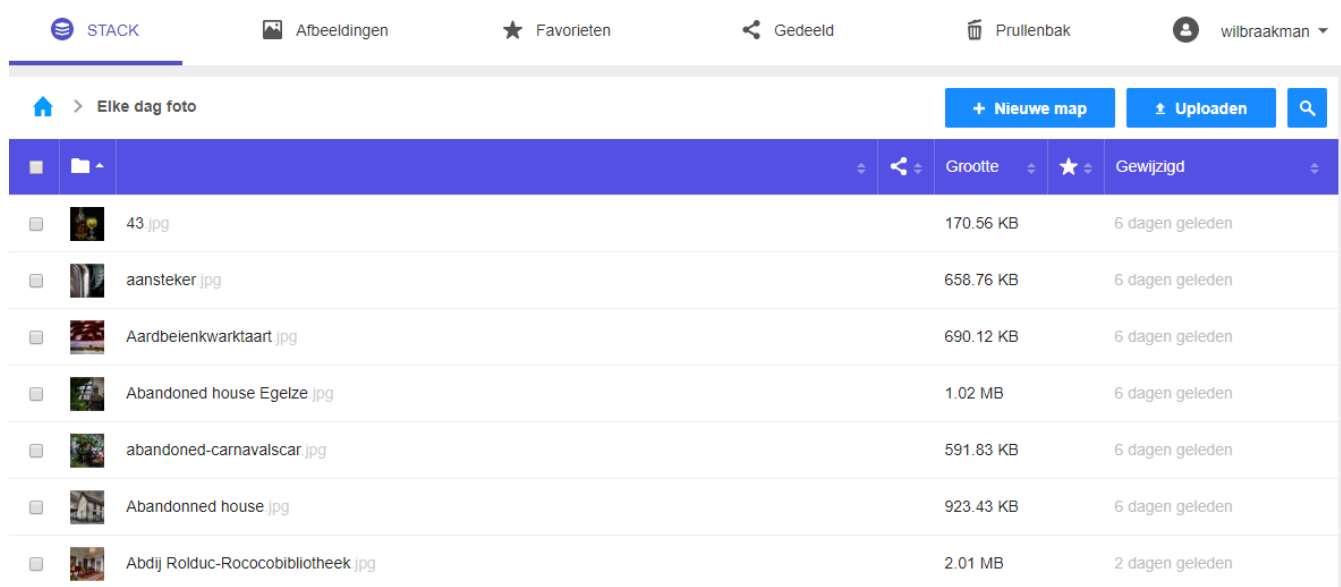 STACK Afbeeldingen Favorieten Gedeeld Prullenbak wilbraakman
Elke dag foto + Nieuwe map Uploaden
Grootte Gewijzigd
43.jpg 170.56 KB 6 dagen geleden
aansteker.jpg 658.76 KB 6 dagen geleden
Aardbeienkwarktaart.jpg 690.12 KB 6 dagen geleden
Abandoned house Egelze.jpg 1.02 MB 6 dagen geleden
abandoned-carnavalscar.jpg 591.83 KB 6 dagen geleden
Abandonned house.jpg 923.43 KB 6 dagen geleden
Abdij Rolduc-Rococobibliotheek.jpg 2.01 MB 2 dagen geleden